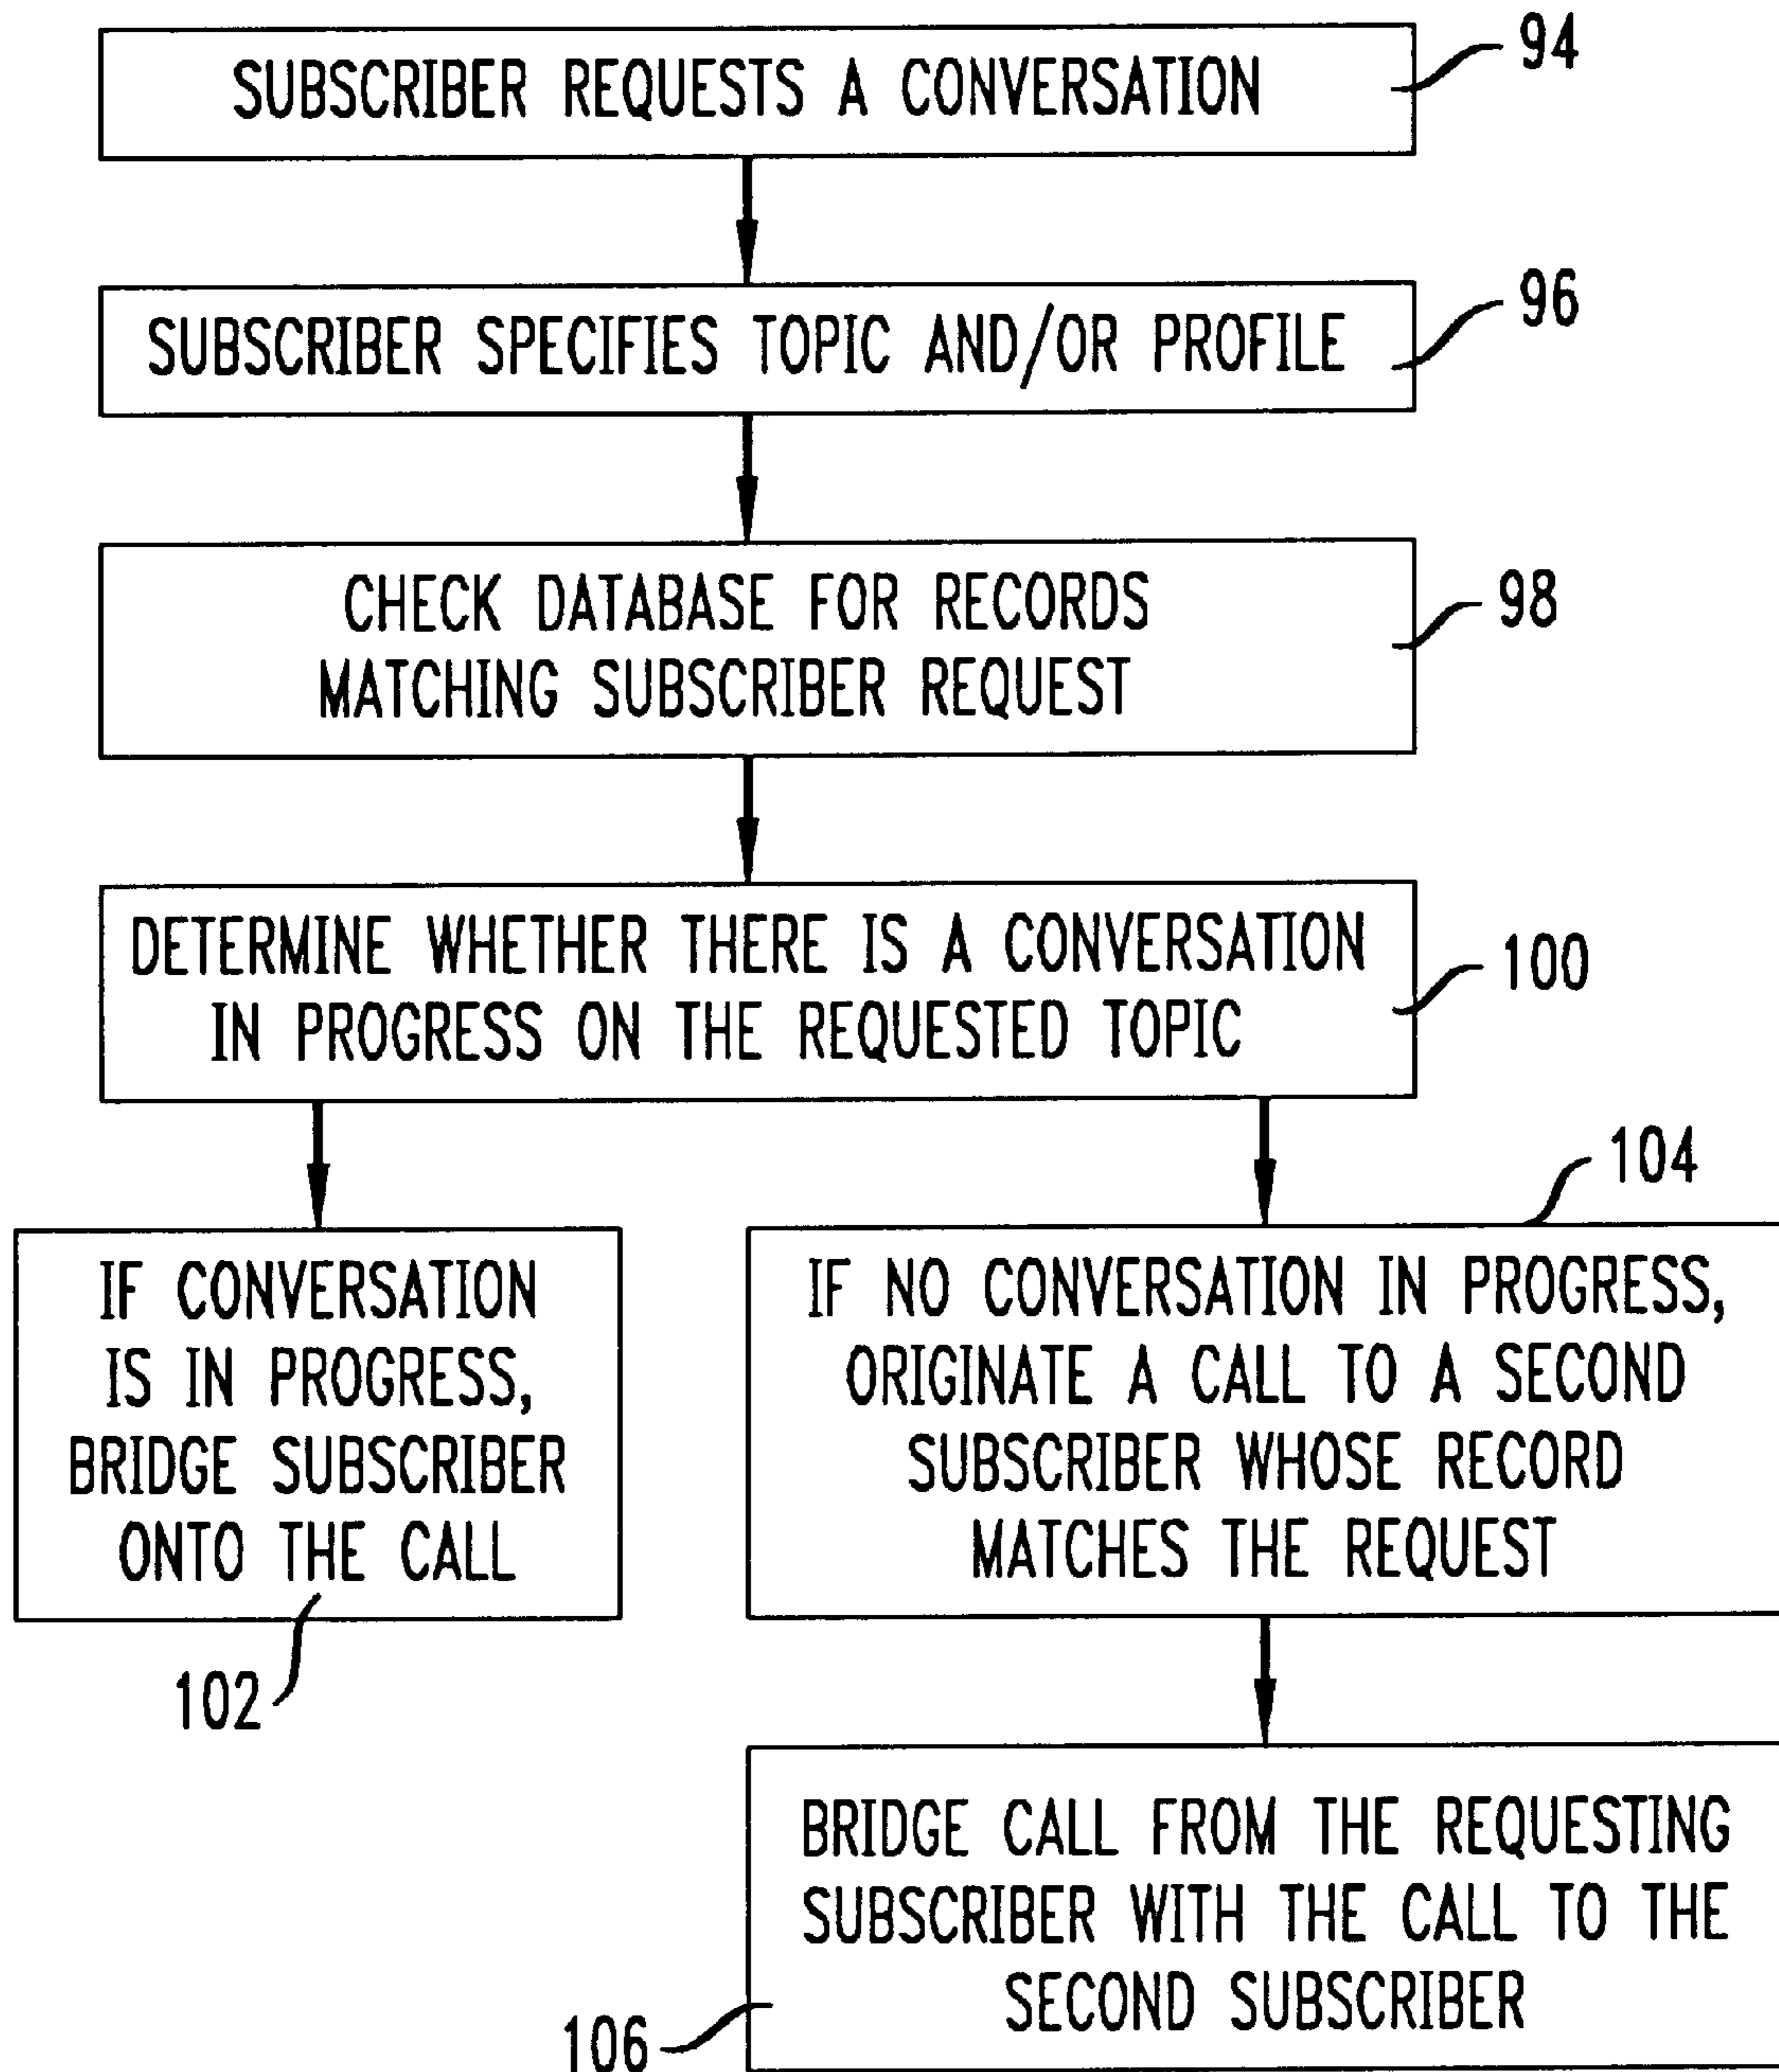 SUBSCRIBER REQUESTS A CONVERSATION
94
SUBSCRIBER SPECIFIES TOPIC AND/OR PROFILE
96
CHECK DATABASE FOR RECORDS
MATCHING SUBSCRIBER REQUEST
98
DETERMINE WHETHER THERE IS A CONVERSATION
IN PROGRESS ON THE REQUESTED TOPIC
100
IF CONVERSATION
IS IN PROGRESS,
BRIDGE SUBSCRIBER
ONTO THE CALL
102
104
IF NO CONVERSATION IN PROGRESS,
ORIGINATE A CALL TO A SECOND
SUBSCRIBER WHOSE RECORD
MATCHES THE REQUEST
BRIDGE CALL FROM THE REQUESTING
SUBSCRIBER WITH THE CALL TO THE
SECOND SUBSCRIBER
106